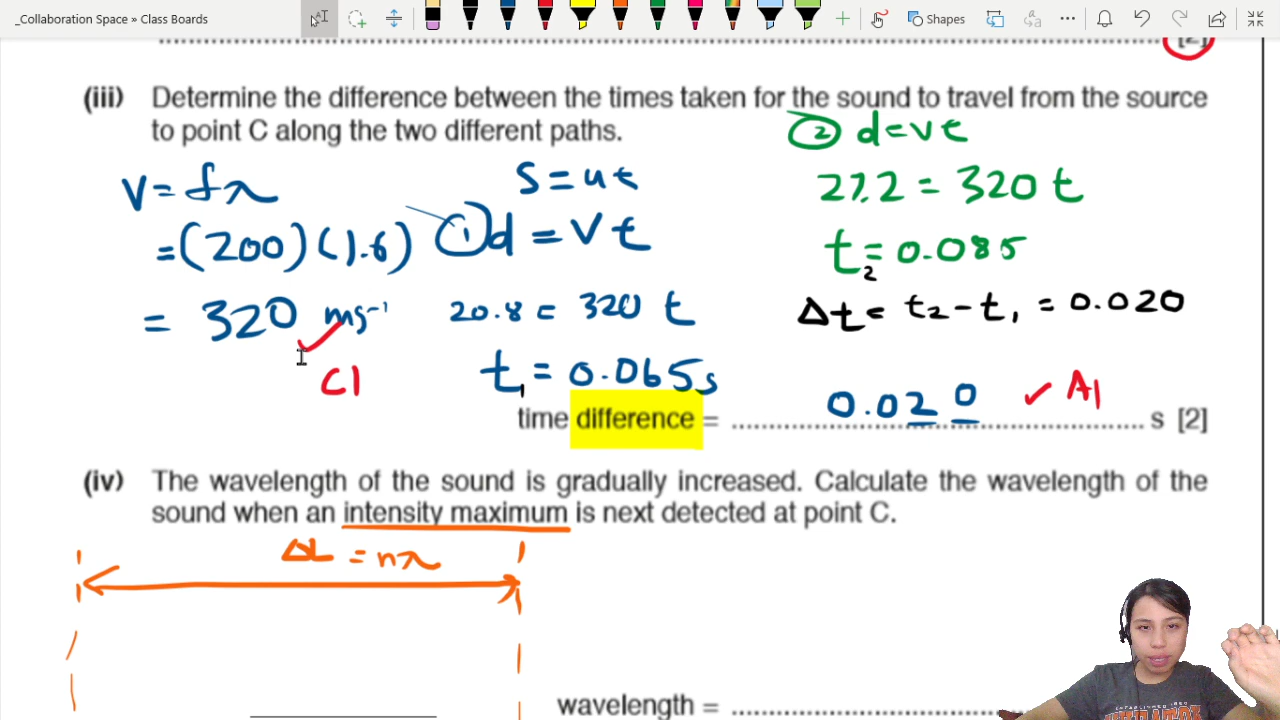 _Collaboration Space » Class Boards
Shapes
[2]
(iii) Determine the difference between the times taken for the sound to travel from the source
to point C along the two different paths.
② d=vt
27.2 = 320 t
t₂ = 0.085
Δt = t₂ - t₁ = 0.020
v = fλ
= (200)(1.6)
= 320 ms⁻¹
✓
C1
s = ut
① d = vt
20.8 = 320 t
t₁ = 0.065s
0.020 ✓ A1
time difference = ........................................................ s [2]
(iv) The wavelength of the sound is gradually increased. Calculate the wavelength of the
sound when an intensity maximum is next detected at point C.
ΔL = nλ
wavelength = ........................................